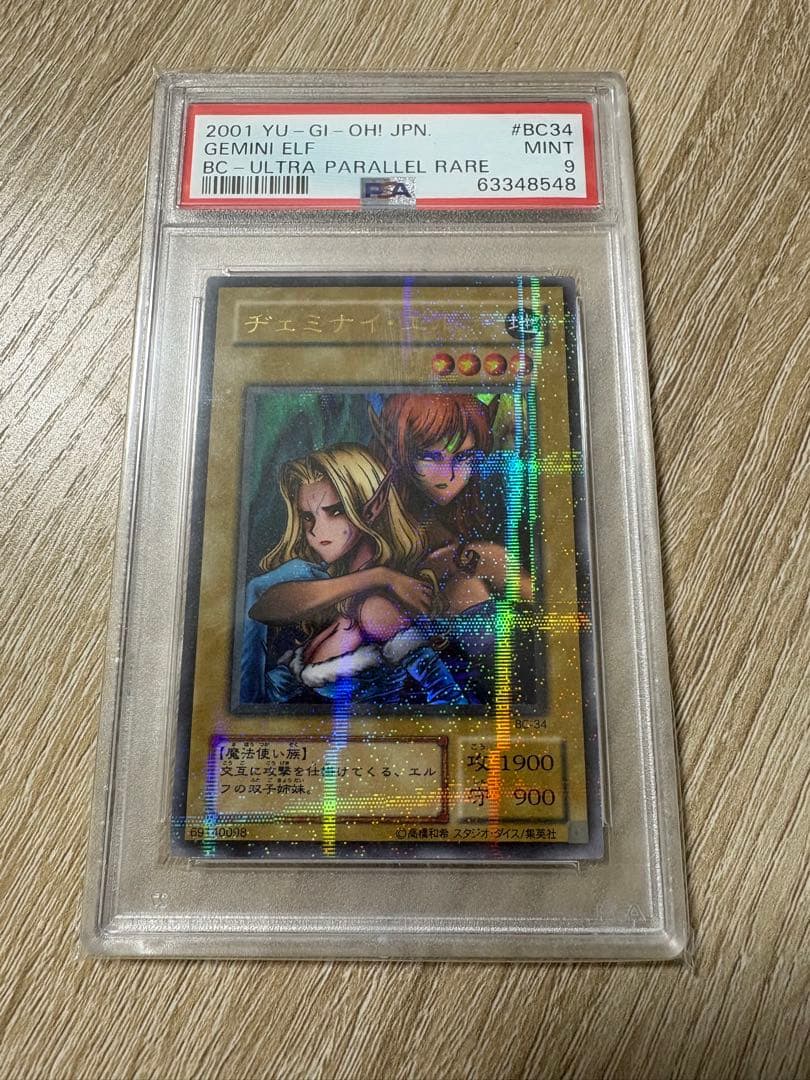 2001 YU-GI-OH! JPN. #BC34
GEMINI ELF MINT
BC-ULTRA PARALLEL RARE 9
PSA 63348548
ヂェミナイ・エ
地
BC-34
【魔法使い族】
交互に攻撃を仕掛けてくる、エル
フの双子姉妹。
攻 1900
守 900
69140098
©高橋和希 スタジオ・ダイス/集英社